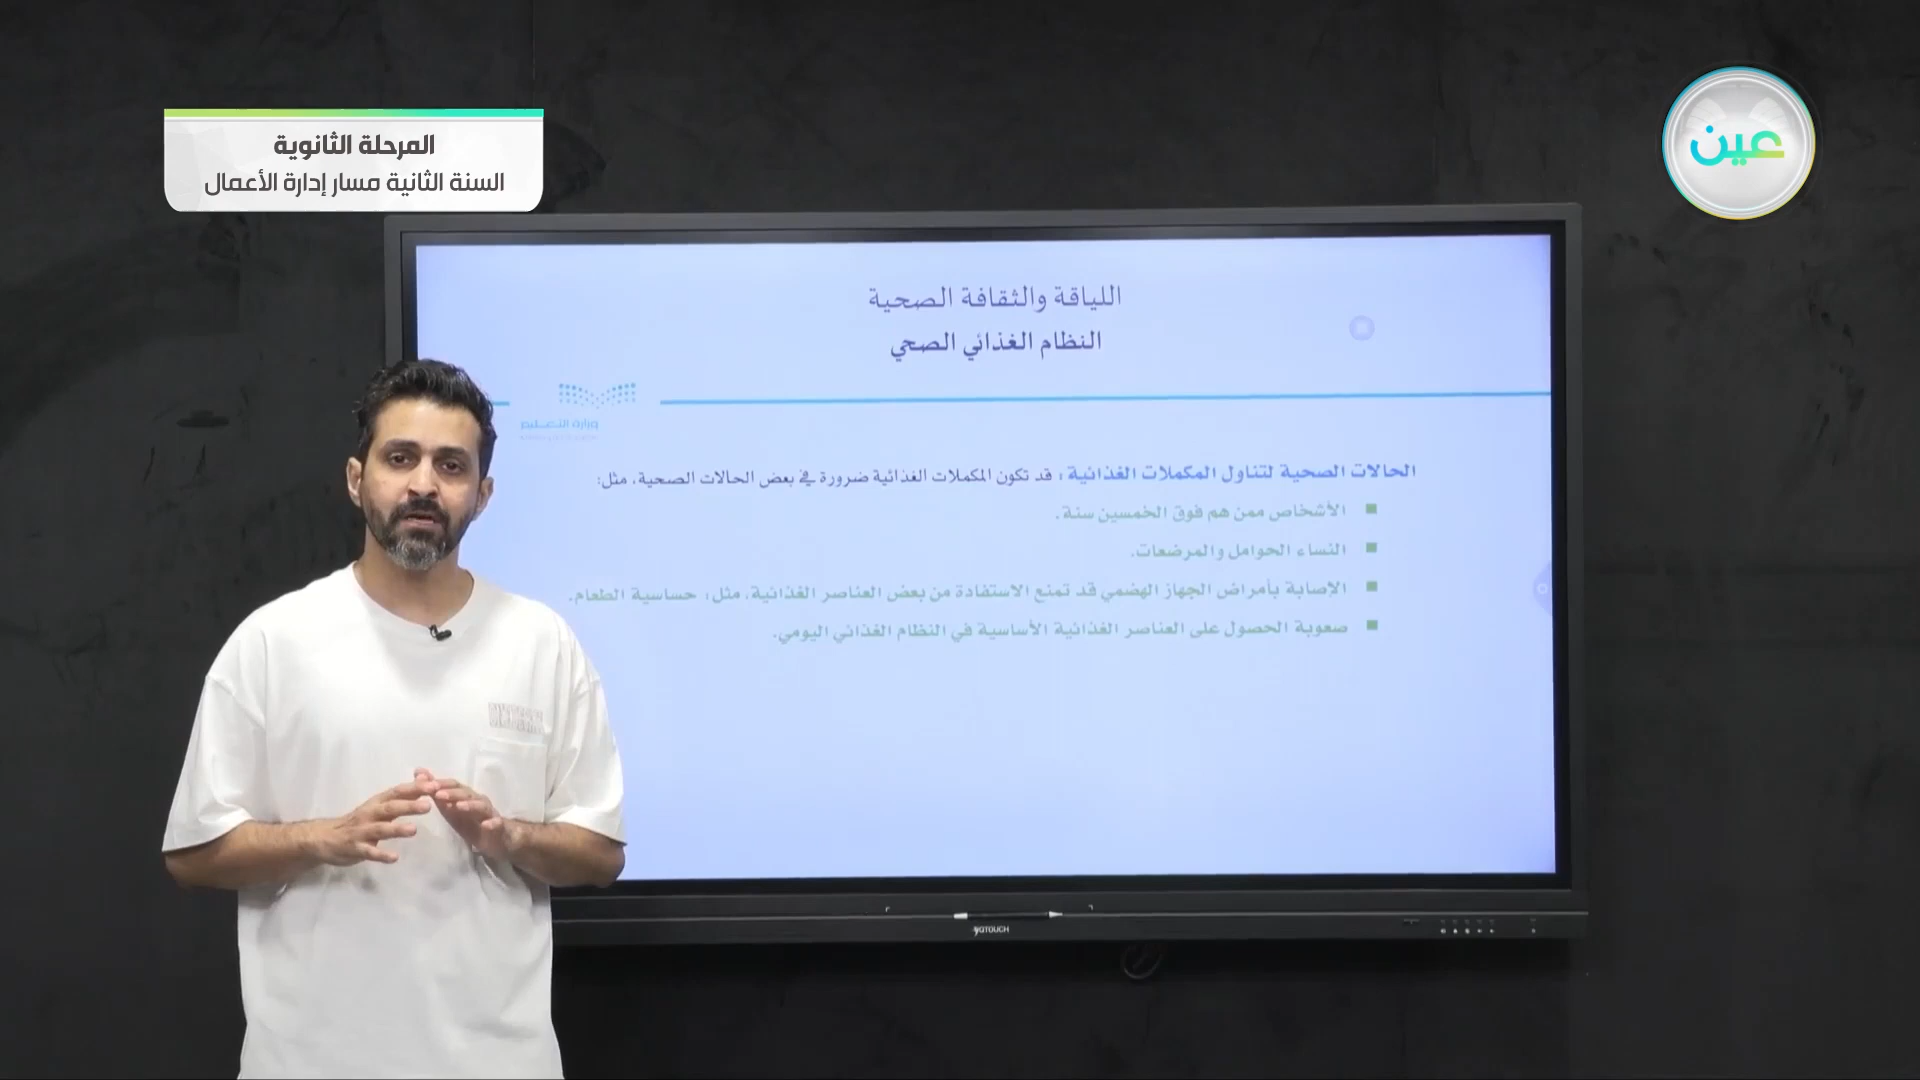 المرحلة الثانوية
السنة الثانية مسار إدارة الأعمال
عين
اللياقة والثقافة الصحية
النظام الغذائي الصحي
وزارة التعليم
الحالات الصحية لتناول المكملات الغذائية : قد تكون المكملات الغذائية ضرورة في بعض الحالات الصحية، مثل:
الأشخاص ممن هم فوق الخمسين سنة.
النساء الحوامل والمرضعات.
الإصابة بأمراض الجهاز الهضمي قد تمنع الاستفادة من بعض العناصر الغذائية، مثل: حساسية الطعام.
صعوبة الحصول على العناصر الغذائية الأساسية في النظام الغذائي اليومي.